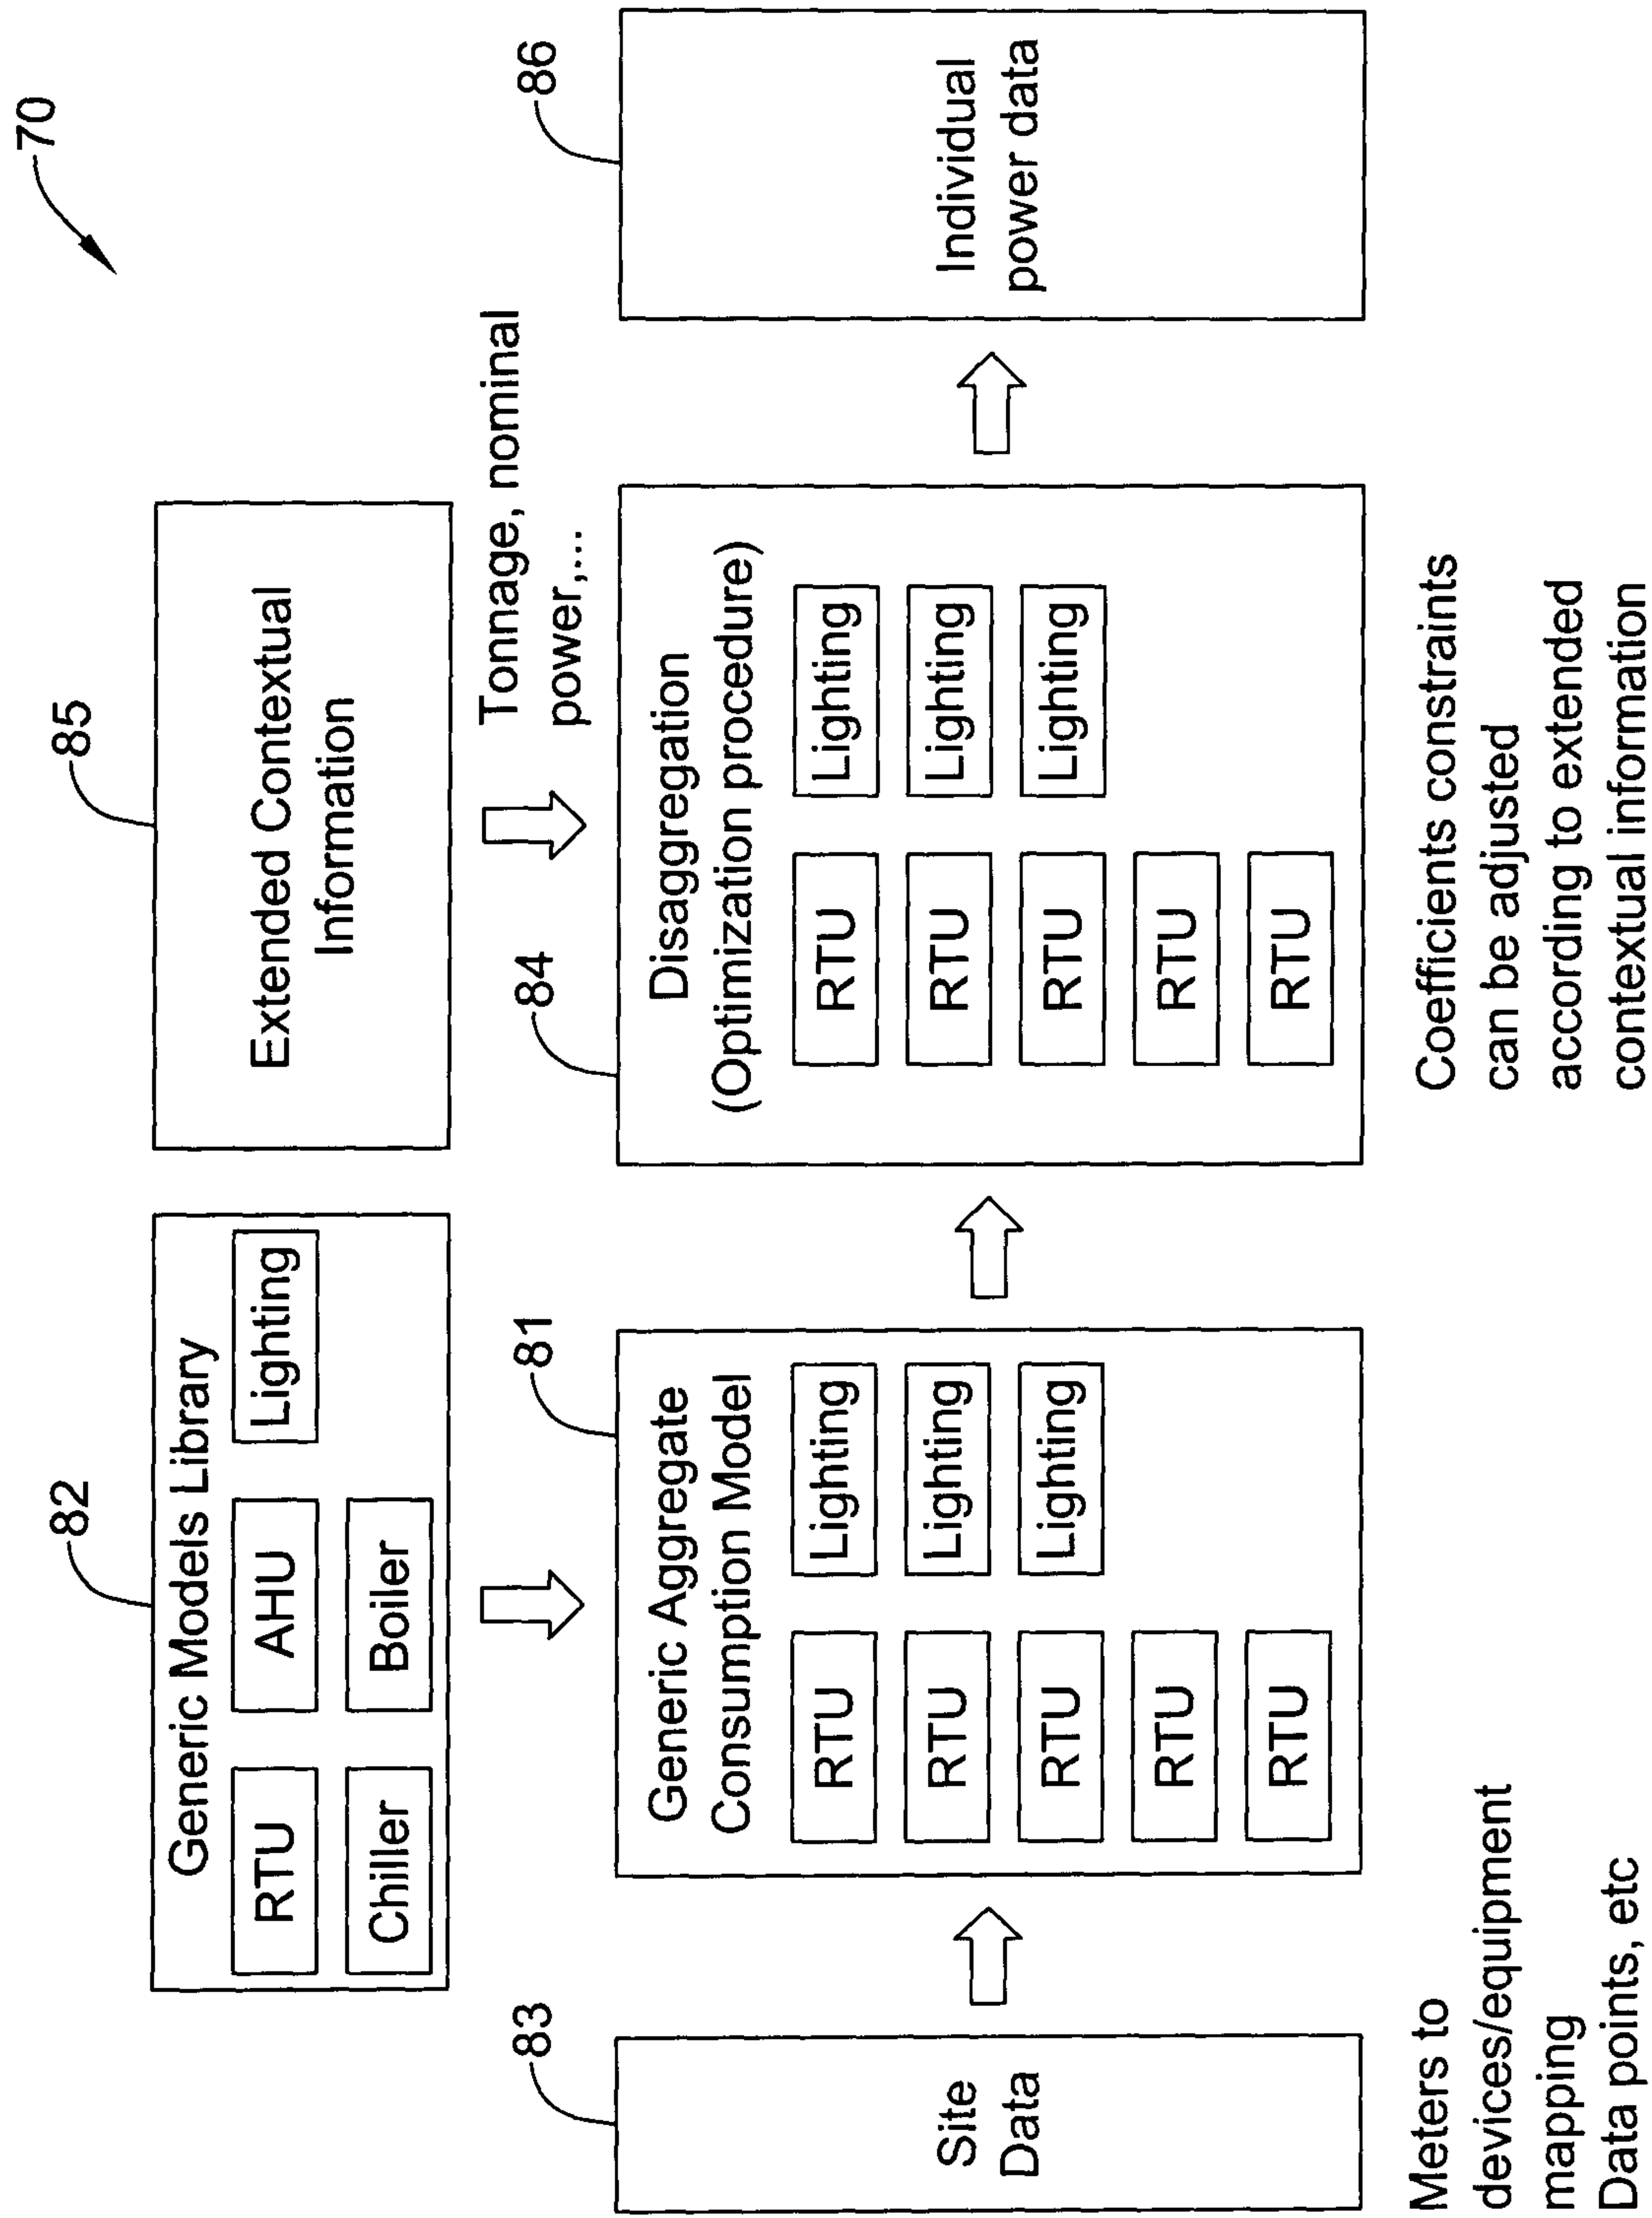 70
82
Generic Models Library
RTU
AHU
Lighting
Chiller
Boiler
85
Extended Contextual
Information
Tonnage, nominal
power,...
83
Site
Data
Meters to
devices/equipment
mapping
Data points, etc
81
Generic Aggregate
Consumption Model
RTU
Lighting
RTU
Lighting
RTU
Lighting
RTU
RTU
84
Disaggregation
(Optimization procedure)
RTU
Lighting
RTU
Lighting
RTU
Lighting
RTU
RTU
Coefficients constraints
can be adjusted
according to extended
contextual information
86
Individual
power data